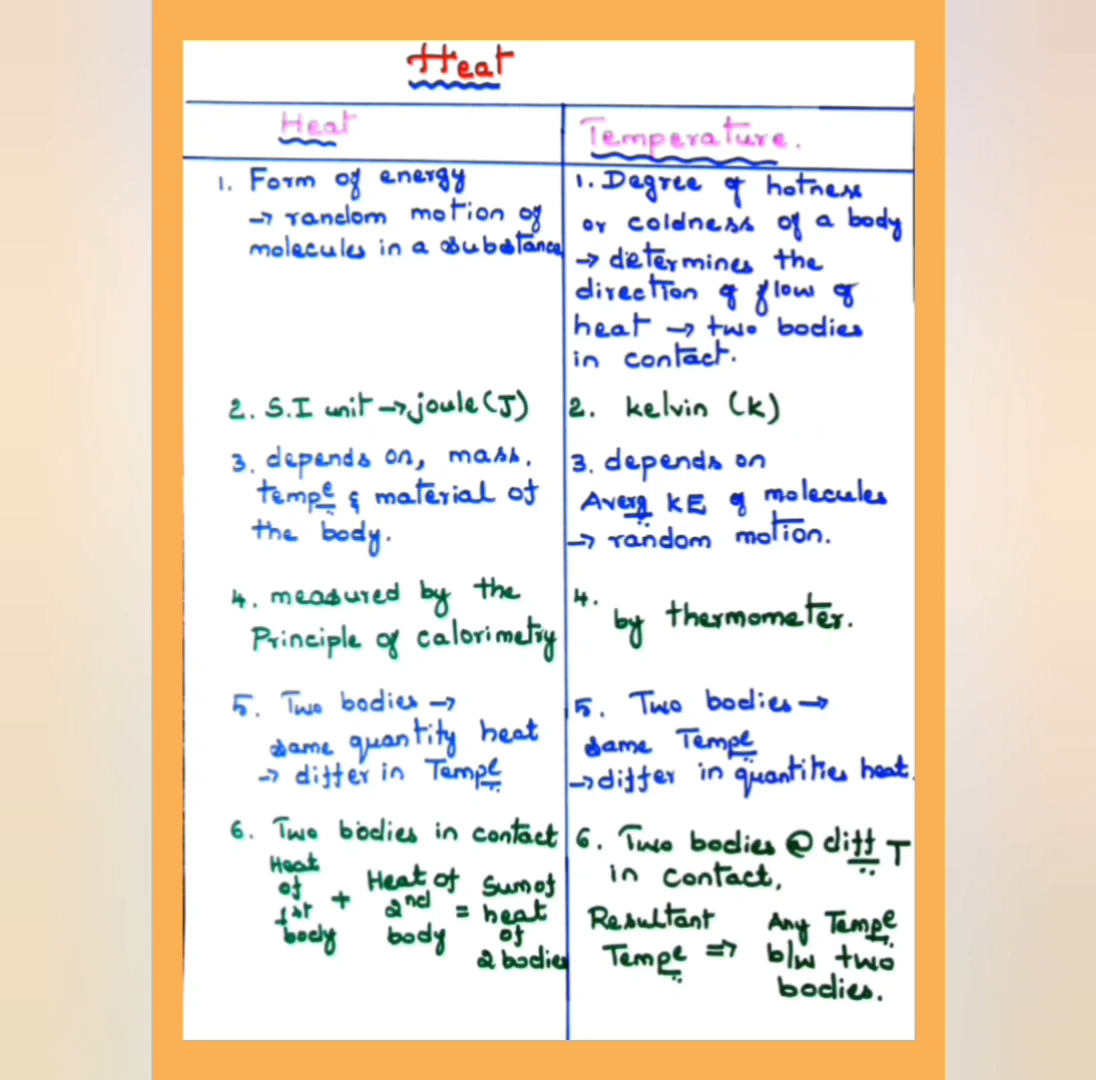 Heat
Heat
1. Form of energy
→ random motion of
molecules in a substance
2. S.I unit → joule (J)
3. depends on, mass,
tempe & material of
the body.
4. measured by the
Principle of calorimetry
5. Two bodies →
same quantity heat
→ differ in Tempe
6. Two bodies in contact
Heat of 1st body + Heat of 2nd body = Sum of heat of 2 bodies
Temperature.
1. Degree of hotness
or coldness of a body
→ determines the
direction of flow of
heat → two bodies
in contact.
2. kelvin (K)
3. depends on
Averg KE of molecules
→ random motion.
4. by thermometer.
5. Two bodies →
same Tempe
→ differ in quantities heat.
6. Two bodies @ diff T
in contact,
Resultant Tempe ⇒ Any Tempe b/w two bodies.